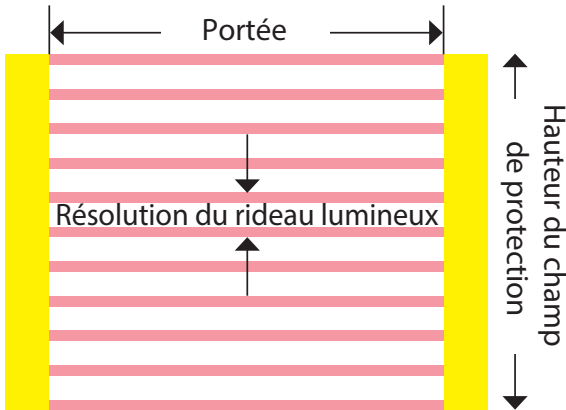 Portée
Résolution du rideau lumineux
Hauteur du champ
de protection